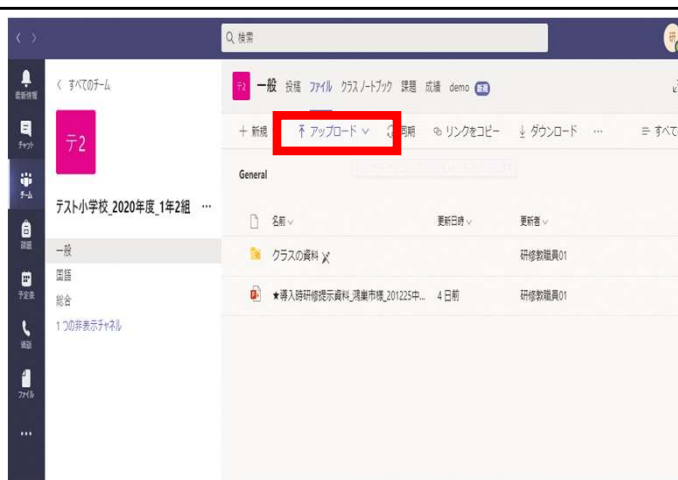 検索
最新情報
チャット
チーム
課題
予定表
通話
ファイル
…
すべてのチーム
テ2
テスト小学校_2020年度_1年2組 …
一般
国語
総合
1 つの非表示チャネル
テ2 一般 投稿 ファイル クラス ノートブック 課題 成績 demo 新規
＋ 新規 アップロード 同期 リンクをコピー ダウンロード …
General
名前 更新日時 更新者
クラスの資料 研修教職員01
★導入時研修提示資料_鴻巣市様_201225中... 4 日前 研修教職員01